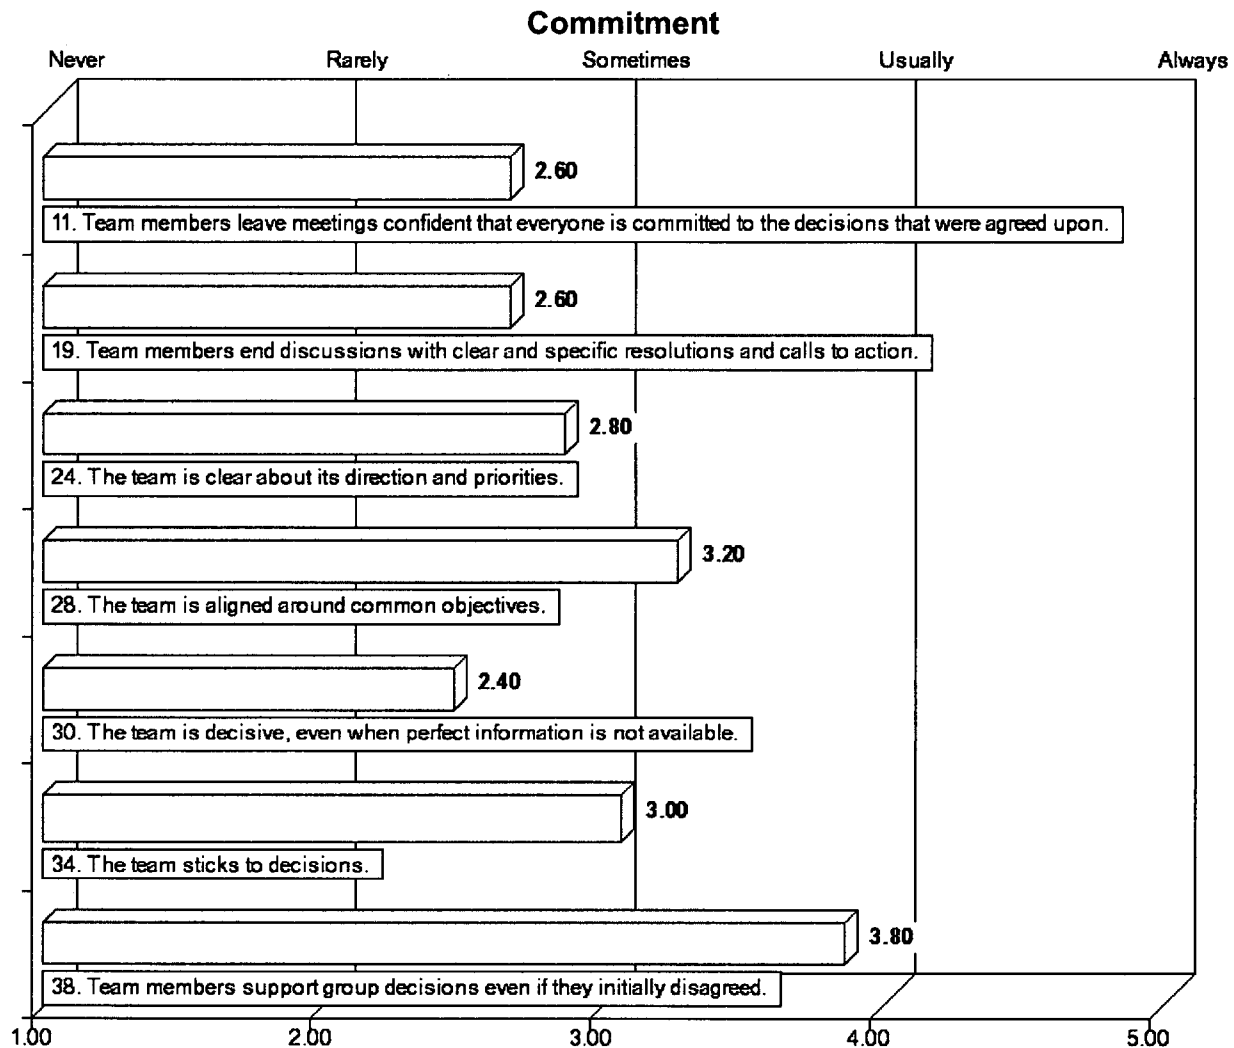 Commitment
Never Rarely Sometimes Usually Always
2.60
11. Team members leave meetings confident that everyone is committed to the decisions that were agreed upon.
2.60
19. Team members end discussions with clear and specific resolutions and calls to action.
2.80
24. The team is clear about its direction and priorities.
3.20
28. The team is aligned around common objectives.
2.40
30. The team is decisive, even when perfect information is not available.
3.00
34. The team sticks to decisions.
3.80
38. Team members support group decisions even if they initially disagreed.
1.00 2.00 3.00 4.00 5.00